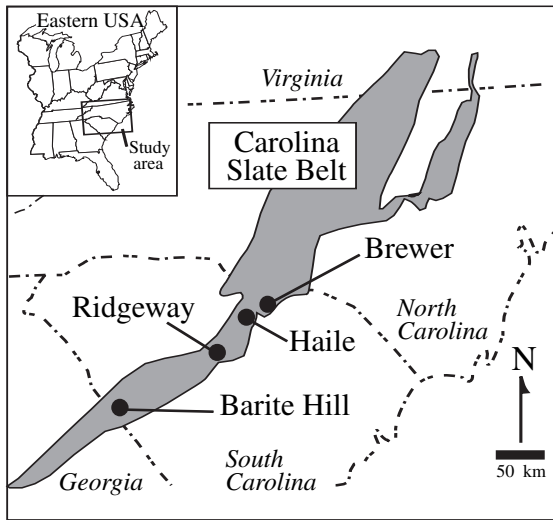 Eastern USA
Study
area
Virginia
Carolina
Slate Belt
Brewer
Ridgeway
North
Carolina
Haile
N
Barite Hill
50 km
Georgia
South
Carolina